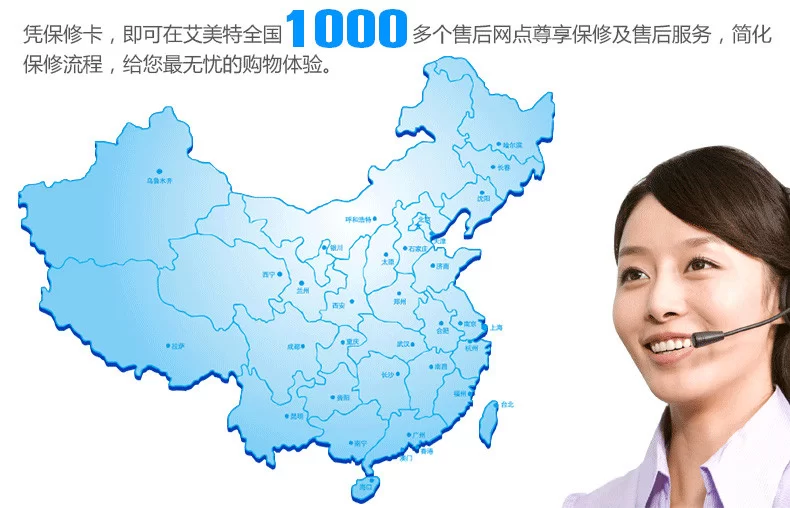 凭保修卡，即可在艾美特全国1000多个售后网点尊享保修及售后服务，简化
保修流程，给您最无忧的购物体验。
哈尔滨
长春
乌鲁木齐
沈阳
呼和浩特
北京
天津
银川
石家庄
太原
济南
西宁
兰州
郑州
西安
合肥
南京
上海
拉萨
成都
重庆
武汉
杭州
南昌
长沙
贵阳
福州
台北
昆明
南宁
广州
香港
澳门
海口